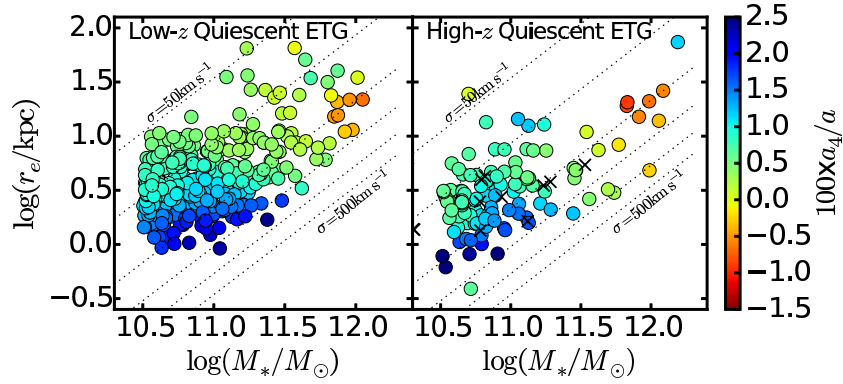 Low-z Quiescent ETG
High-z Quiescent ETG
σ=50km s⁻¹
σ=500km s⁻¹
σ=50km s⁻¹
σ=500km s⁻¹
log(r_e/kpc)
2.0
1.5
1.0
0.5
0.0
−0.5
10.5 11.0 11.5 12.0
10.5 11.0 11.5 12.0
log(M_*/M_⊙)
log(M_*/M_⊙)
2.5
2.0
1.5
1.0
0.5
0.0
−0.5
−1.0
−1.5
100xa₄/a